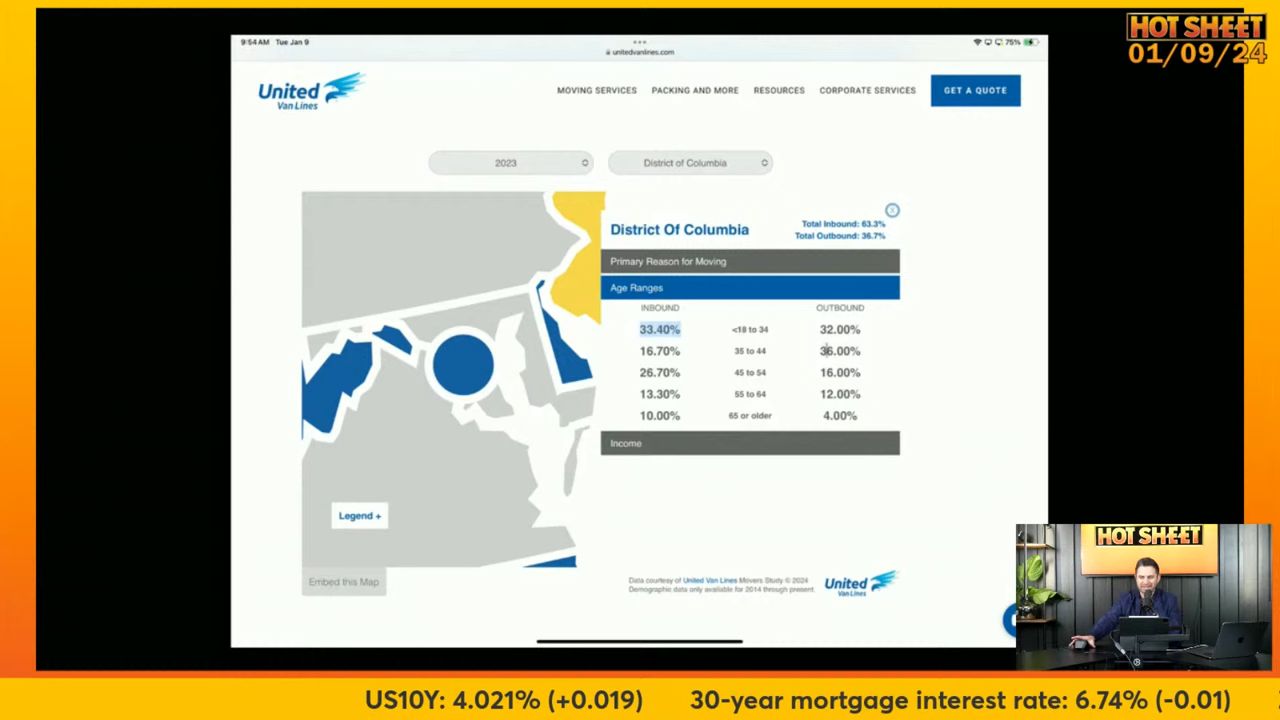 HOT SHEET
01/09/24
9:54 AM Tue Jan 9
unitedvanlines.com
75%
United
Van Lines
MOVING SERVICES
PACKING AND MORE
RESOURCES
CORPORATE SERVICES
GET A QUOTE
2023
District of Columbia
District Of Columbia
Total Inbound: 63.3%
Total Outbound: 36.7%
Primary Reason for Moving
Age Ranges
INBOUND OUTBOUND
33.40% <18 to 34 32.00%
16.70% 35 to 44 36.00%
26.70% 45 to 54 16.00%
13.30% 55 to 64 12.00%
10.00% 65 or older 4.00%
Income
Legend +
Embed this Map
Data courtesy of United Van Lines Movers Study © 2024
Demographic data only available for 2014 through present.
United
Van Lines
HOT SHEET
US10Y: 4.021% (+0.019) 30-year mortgage interest rate: 6.74% (-0.01)